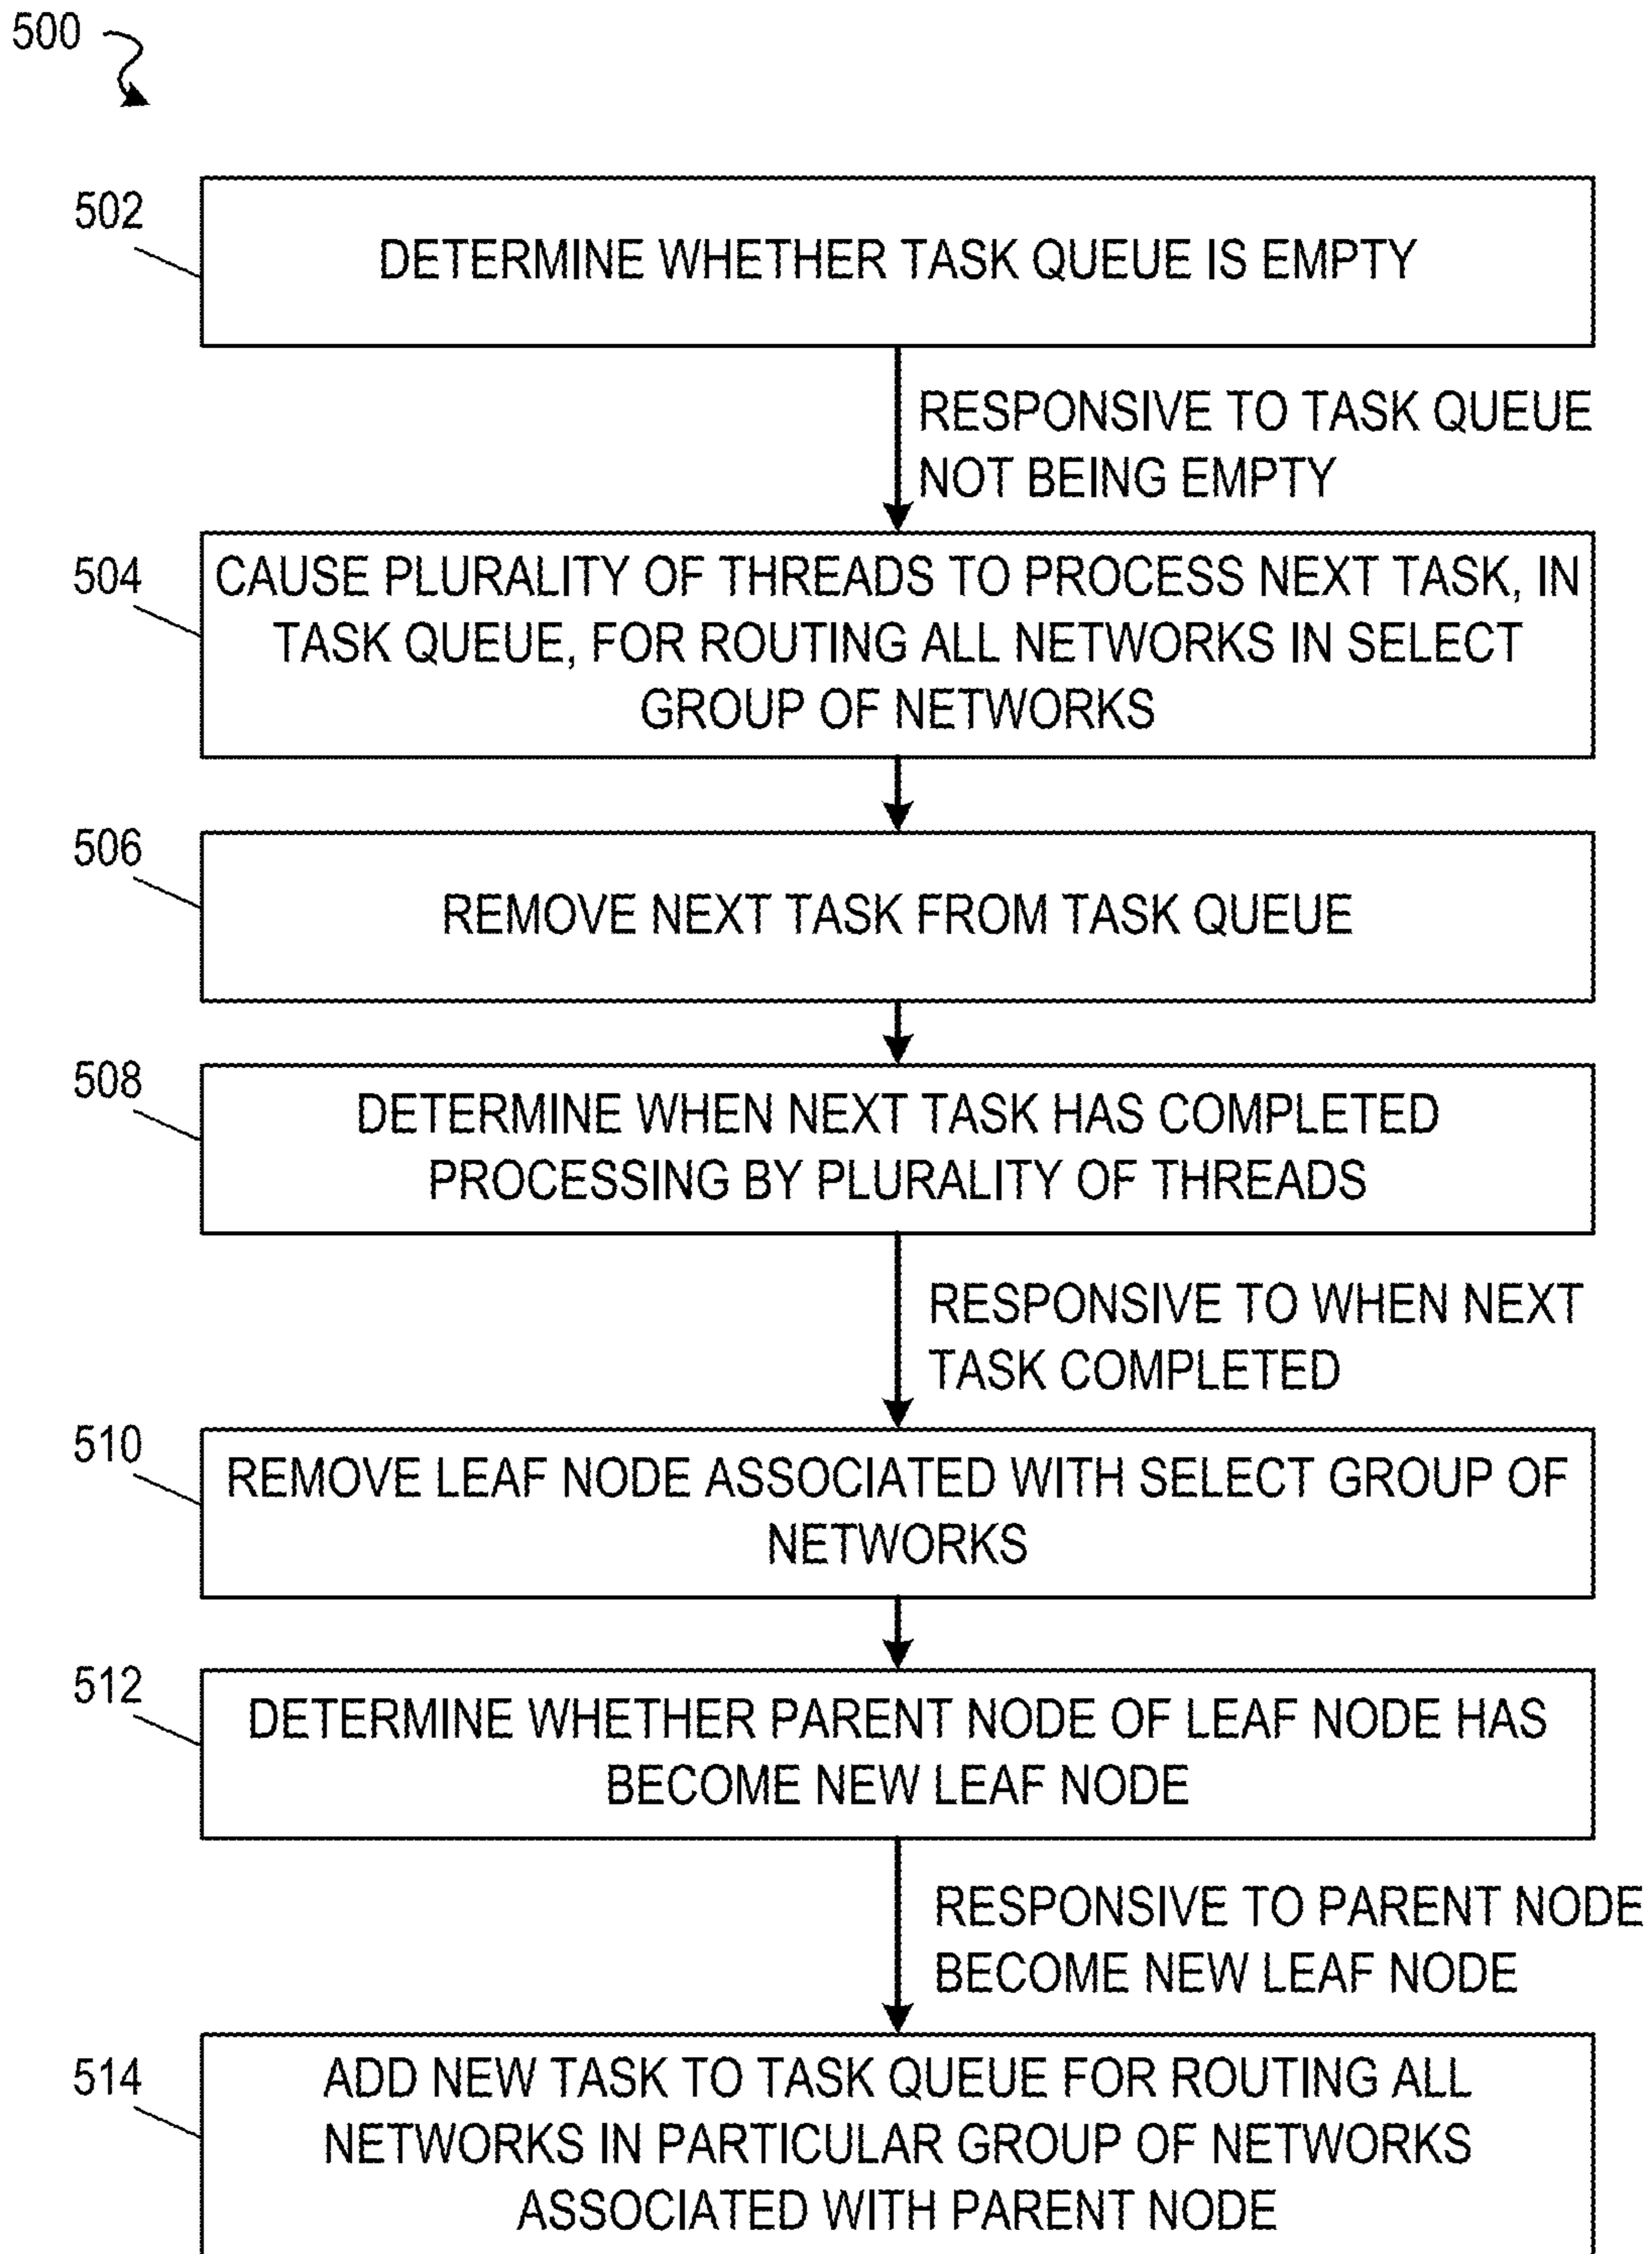 500
502
DETERMINE WHETHER TASK QUEUE IS EMPTY
RESPONSIVE TO TASK QUEUE
NOT BEING EMPTY
504
CAUSE PLURALITY OF THREADS TO PROCESS NEXT TASK, IN
TASK QUEUE, FOR ROUTING ALL NETWORKS IN SELECT
GROUP OF NETWORKS
506
REMOVE NEXT TASK FROM TASK QUEUE
508
DETERMINE WHEN NEXT TASK HAS COMPLETED
PROCESSING BY PLURALITY OF THREADS
RESPONSIVE TO WHEN NEXT
TASK COMPLETED
510
REMOVE LEAF NODE ASSOCIATED WITH SELECT GROUP OF
NETWORKS
512
DETERMINE WHETHER PARENT NODE OF LEAF NODE HAS
BECOME NEW LEAF NODE
RESPONSIVE TO PARENT NODE
BECOME NEW LEAF NODE
514
ADD NEW TASK TO TASK QUEUE FOR ROUTING ALL
NETWORKS IN PARTICULAR GROUP OF NETWORKS
ASSOCIATED WITH PARENT NODE